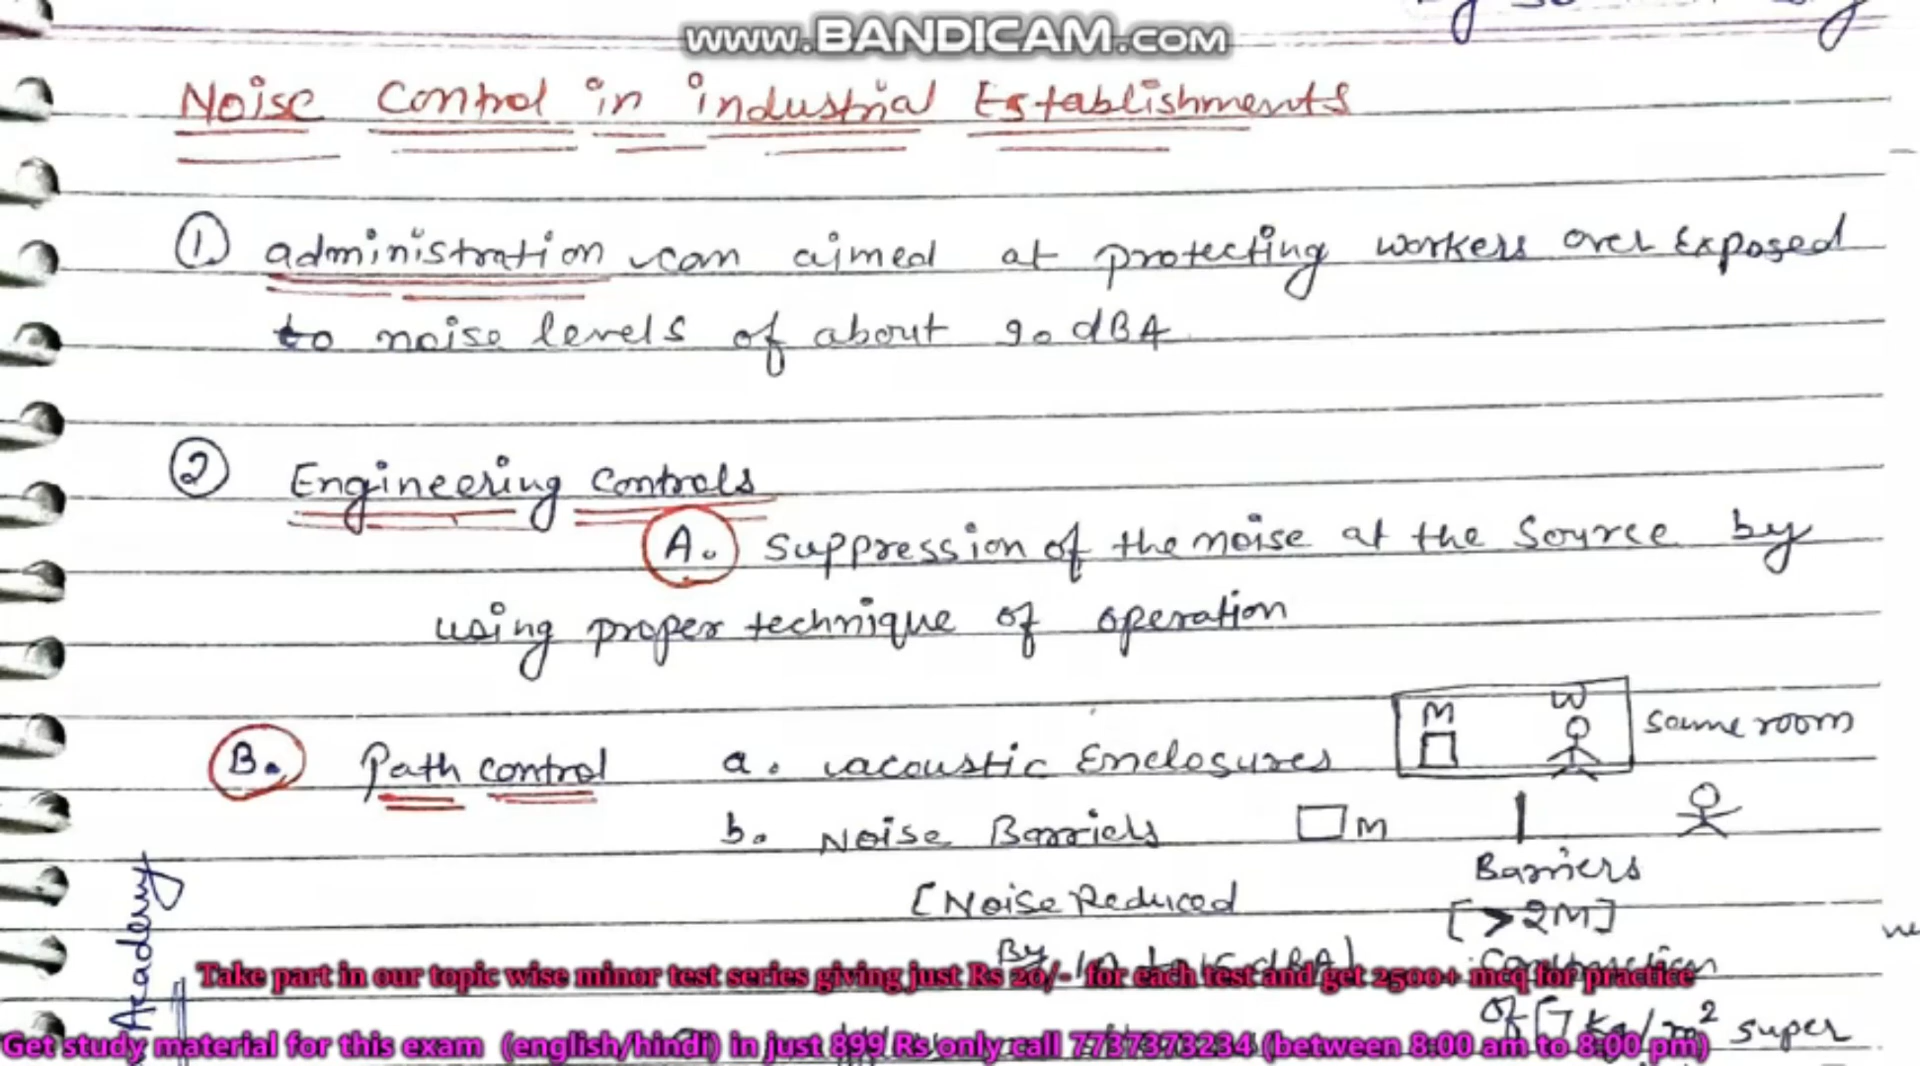 www.BANDICAM.com
Noise Control in industrial Establishments
① administration can aimed at protecting workers over Exposed
to noise levels of about 90 dBA
② Engineering Controls
A. Suppression of the noise at the source by
using proper technique of operation
B. Path control a. acoustic Enclosures M W same room
b. Noise Barriers M
Barriers
[Noise Reduced [>2M]
By
Academy
Take part in our topic wise minor test series giving just Rs 20/- for each test and get 2500+ mcq for practice
of [7 kg/m² super
Get study material for this exam (english/hindi) in just 899 Rs only call 7737373234 (between 8:00 am to 8:00 pm)